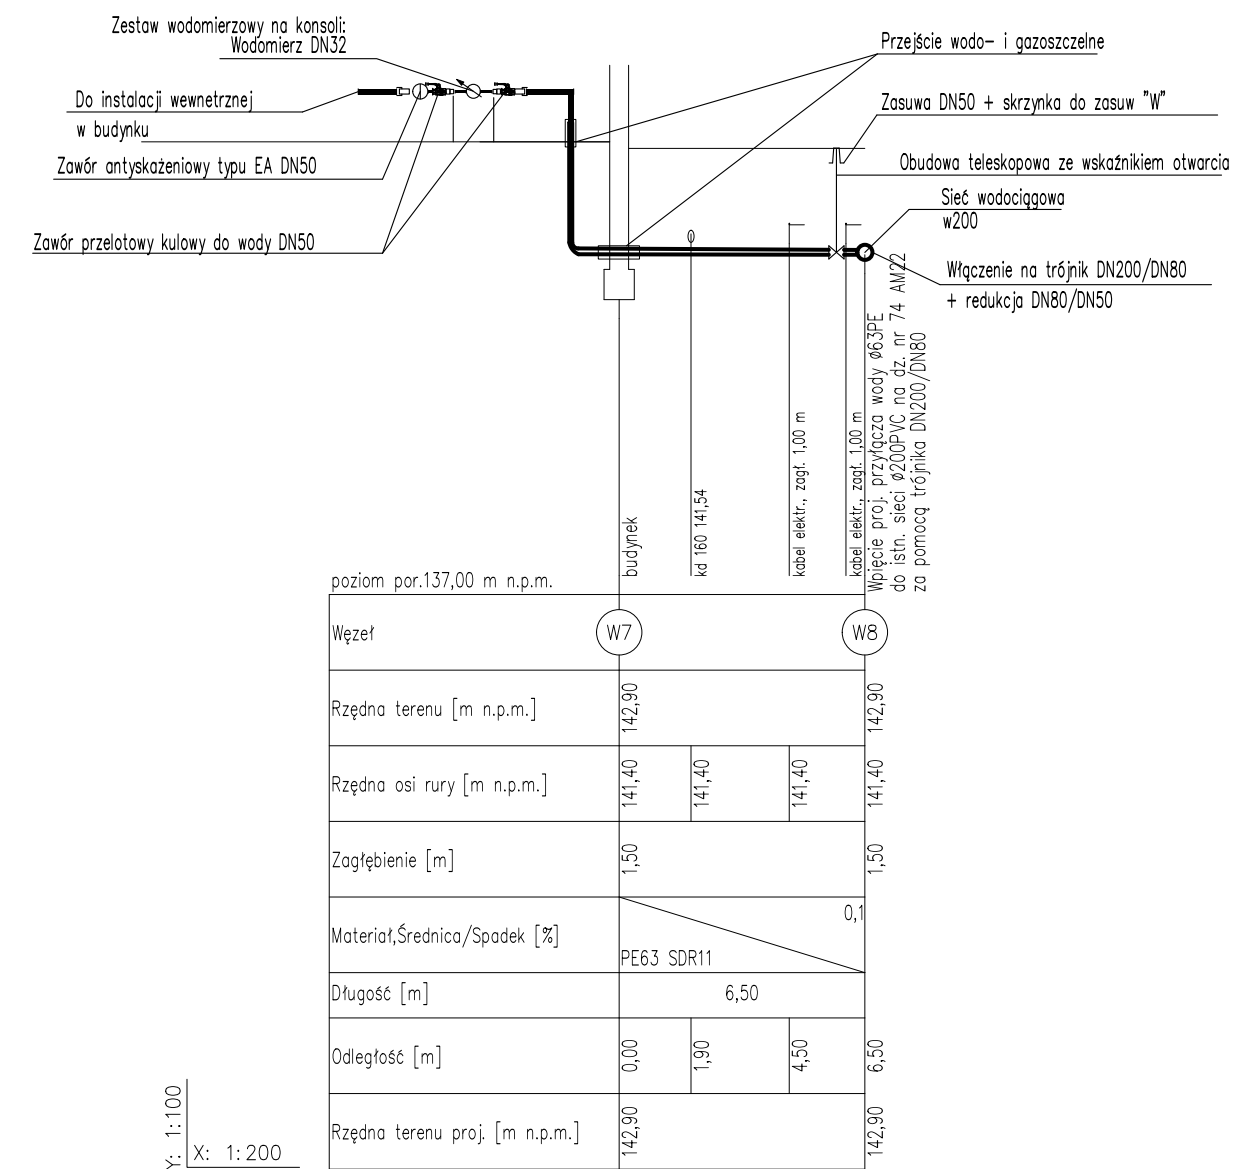 Zestaw wodomierzowy na konsoli:
Wodomierz DN32
Przejście wodo- i gazoszczelne
Do instalacji wewnetrznej
w budynku
Zasuwa DN50 + skrzynka do zasuw "W"
Zawór antyskażeniowy typu EA DN50
Obudowa teleskopowa ze wskaźnikiem otwarcia
Sieć wodociągowa
w200
Zawór przelotowy kulowy do wody DN50
Włączenie na trójnik DN200/DN80
+ redukcja DN80/DN50
budynek
kd 160 141,54
kabel elektr., zagł. 1,00 m
kabel elektr., zagł. 1,00 m
Wpięcie proj. przyłącza wody ø63PE
do istn. sieci ø200PVC na dz. nr 74 AM22
za pomocą trójnika DN200/DN80
poziom por.137,00 m n.p.m.
Węzeł W7 W8
Rzędna terenu [m n.p.m.] 142,90 142,90
Rzędna osi rury [m n.p.m.] 141,40 141,40 141,40 141,40
Zagłębienie [m] 1,50 1,50
Materiał,Średnica/Spadek [%] PE63 SDR11 0,1
Długość [m] 6,50
Odległość [m] 0,00 1,90 4,50 6,50
Rzędna terenu proj. [m n.p.m.] 142,90 142,90
Y: 1:100
X: 1:200